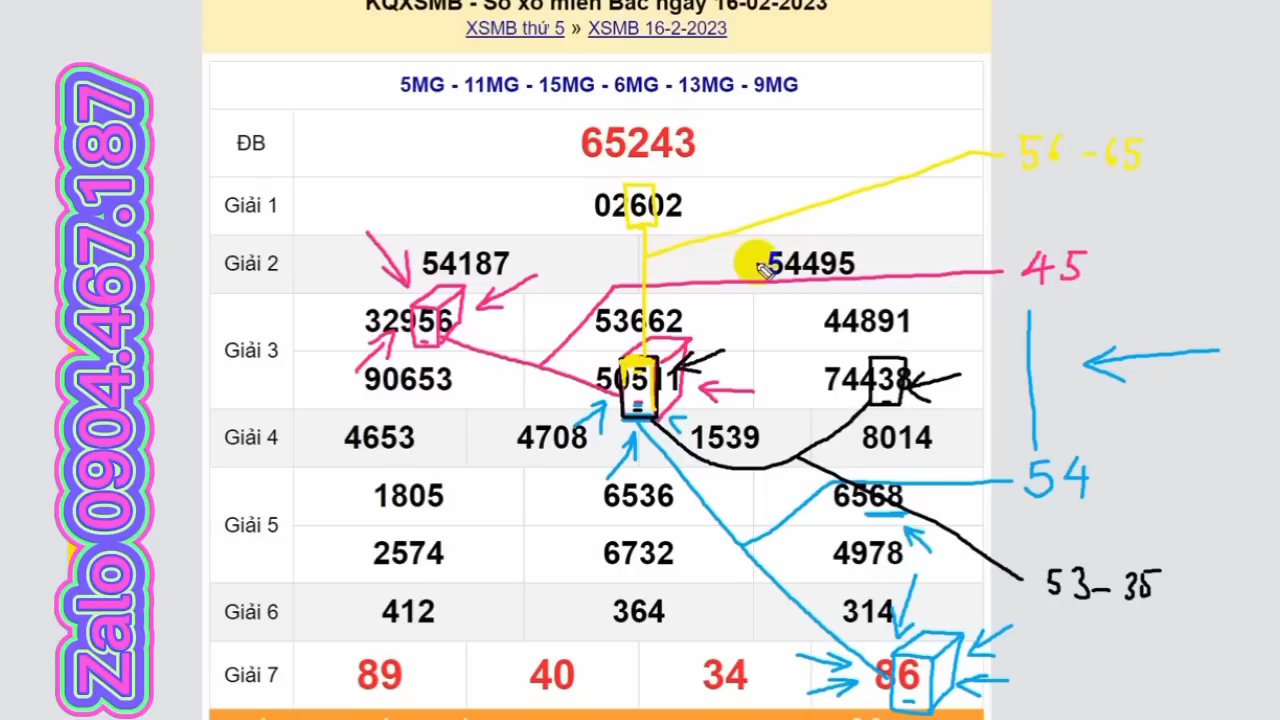 KQXSMB - Sổ xố miền Bắc ngày 16-02-2023
XSMB thứ 5 » XSMB 16-2-2023
5MG - 11MG - 15MG - 6MG - 13MG - 9MG
ĐB 65243
Giải 1 02602
Giải 2 54187 54495
Giải 3 32956 53662 44891
90653 50511 74438
Giải 4 4653 4708 1539 8014
Giải 5 1805 6536 6568
2574 6732 4978
Giải 6 412 364 314
Giải 7 89 40 34 86
56 - 65
45
54
53 - 35
Zalo 0904.467.187